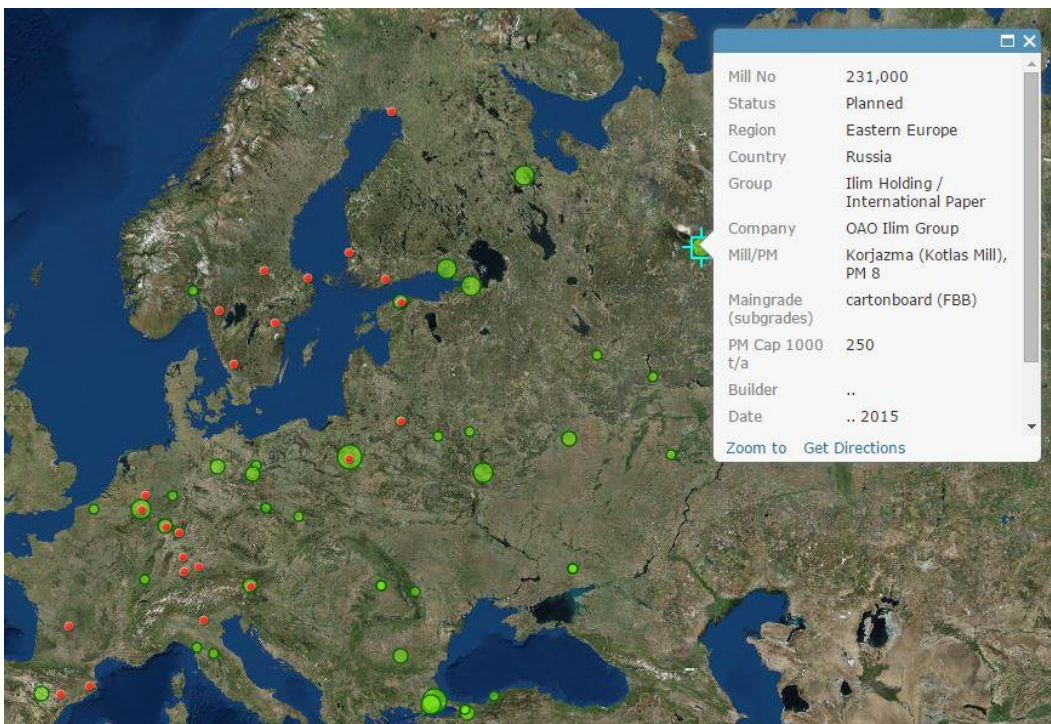 Mill No 231,000
Status Planned
Region Eastern Europe
Country Russia
Group Ilim Holding /
International Paper
Company OAO Ilim Group
Mill/PM Korjazma (Kotlas Mill),
PM 8
Maingrade cartonboard (FBB)
(subgrades)
PM Cap 1000 250
t/a
Builder ..
Date .. 2015
Zoom to Get Directions